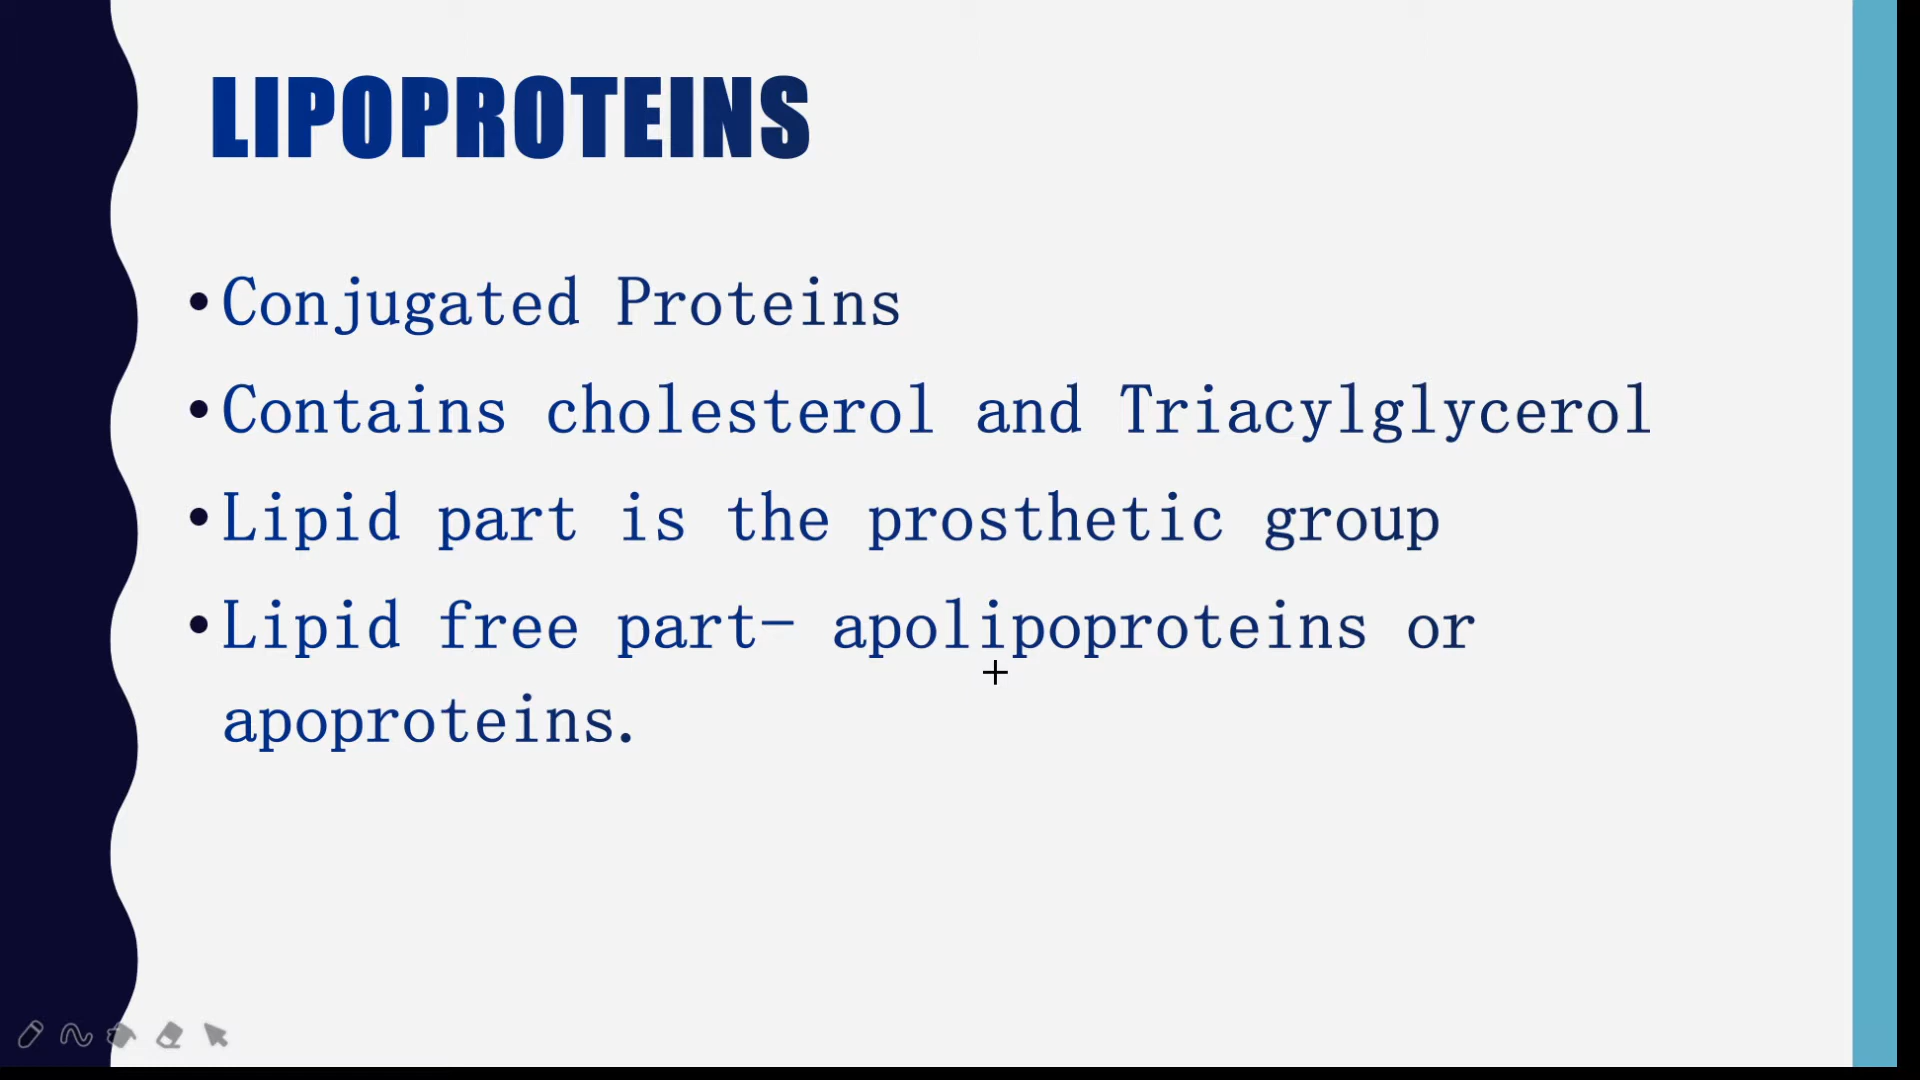 LIPOPROTEINS
•Conjugated Proteins
•Contains cholesterol and Triacylglycerol
•Lipid part is the prosthetic group
•Lipid free part- apolipoproteins or
apoproteins.